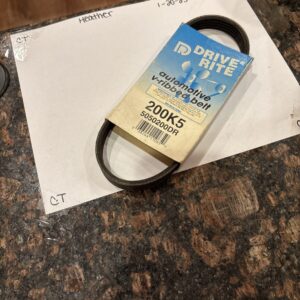 Heather
DRIVE
RITE
automotive
v-ribbed belt
200K5
5050200DR
CT
CT